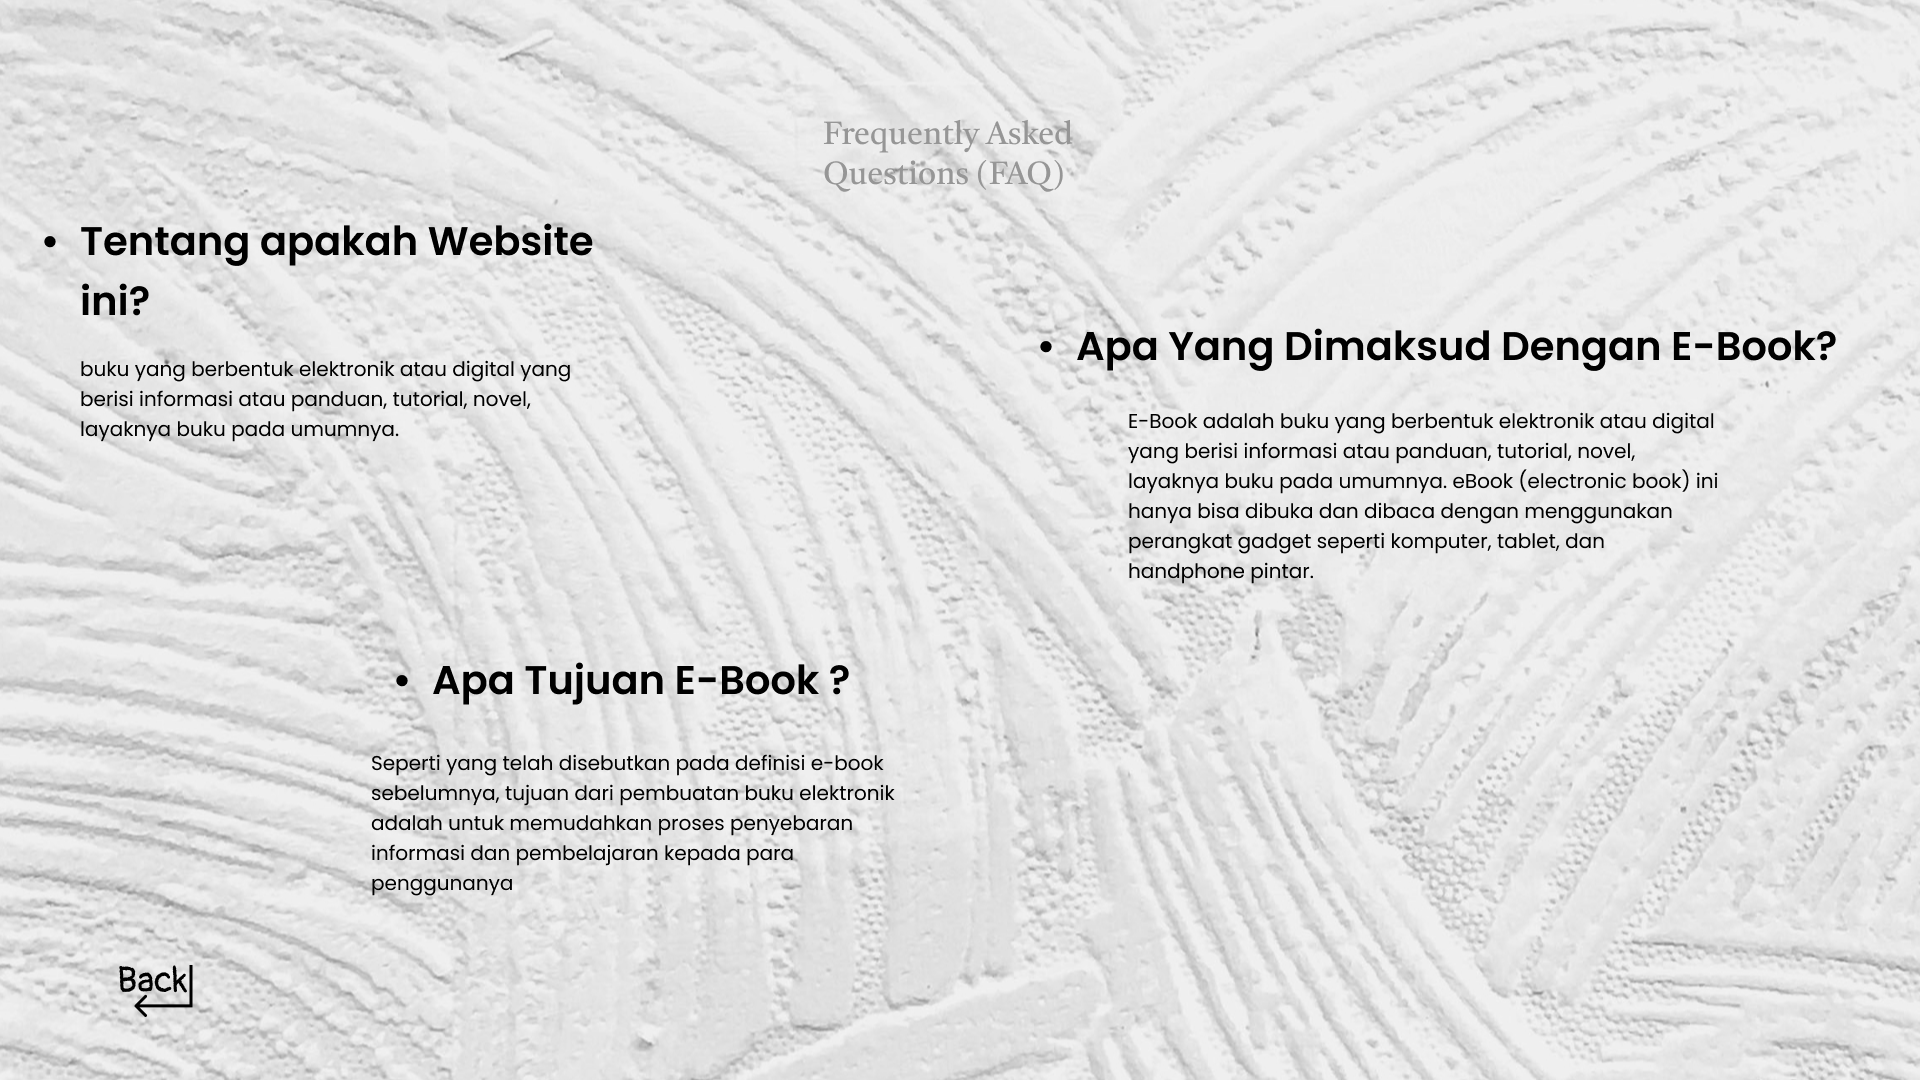 Frequently Asked
Questions (FAQ)
• Tentang apakah Website
ini?
buku yang berbentuk elektronik atau digital yang
berisi informasi atau panduan, tutorial, novel,
layaknya buku pada umumnya.
• Apa Yang Dimaksud Dengan E-Book?
E-Book adalah buku yang berbentuk elektronik atau digital
yang berisi informasi atau panduan, tutorial, novel,
layaknya buku pada umumnya. eBook (electronic book) ini
hanya bisa dibuka dan dibaca dengan menggunakan
perangkat gadget seperti komputer, tablet, dan
handphone pintar.
• Apa Tujuan E-Book ?
Seperti yang telah disebutkan pada definisi e-book
sebelumnya, tujuan dari pembuatan buku elektronik
adalah untuk memudahkan proses penyebaran
informasi dan pembelajaran kepada para
penggunanya
Back